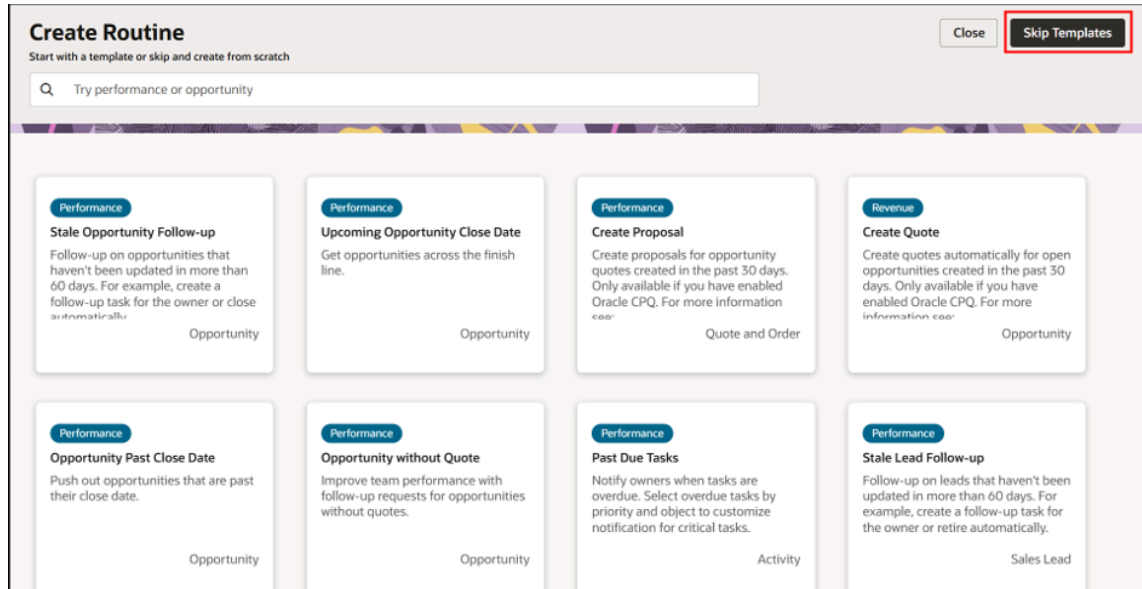 Create Routine
Close
Skip Templates
Start with a template or skip and create from scratch
Try performance or opportunity
Performance
Stale Opportunity Follow-up
Follow-up on opportunities that
haven't been updated in more than
60 days. For example, create a
follow-up task for the owner or close
automatically
Opportunity
Performance
Upcoming Opportunity Close Date
Get opportunities across the finish
line.
Opportunity
Performance
Create Proposal
Create proposals for opportunity
quotes created in the past 30 days.
Only available if you have enabled
Oracle CPQ. For more information
see:
Quote and Order
Revenue
Create Quote
Create quotes automatically for open
opportunities created in the past 30
days. Only available if you have
enabled Oracle CPQ. For more
information see:
Opportunity
Performance
Opportunity Past Close Date
Push out opportunities that are past
their close date.
Opportunity
Performance
Opportunity without Quote
Improve team performance with
follow-up requests for opportunities
without quotes.
Opportunity
Performance
Past Due Tasks
Notify owners when tasks are
overdue. Select overdue tasks by
priority and object to customize
notification for critical tasks.
Activity
Performance
Stale Lead Follow-up
Follow-up on leads that haven't been
updated in more than 60 days. For
example, create a follow-up task for
the owner or retire automatically.
Sales Lead